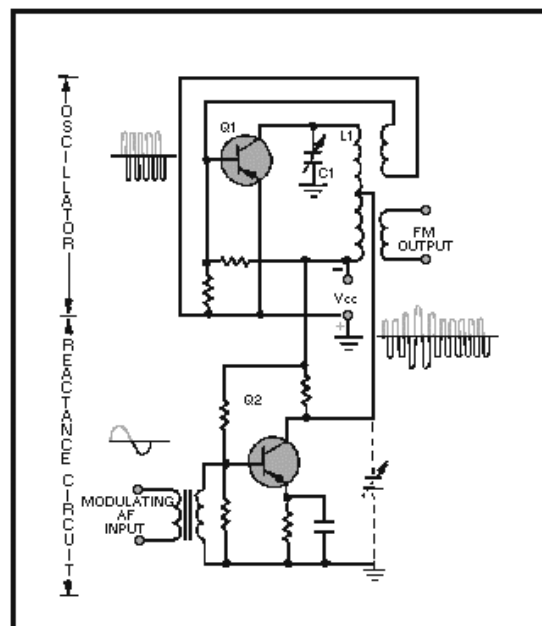 OSCILLATOR
REACTANCE CIRCUIT
Q1
L1
C1
FM
OUTPUT
-
Vcc
+
Q2
MODULATING
AF
INPUT